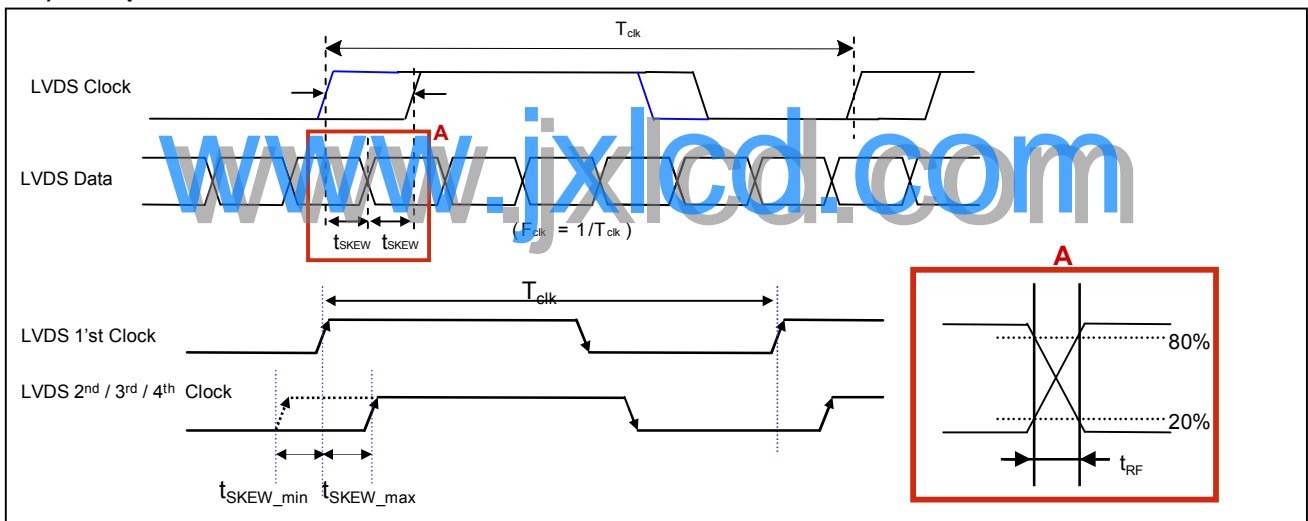 Tclk
LVDS Clock
A
www.jxlcd.com
LVDS Data
tSKEW tSKEW
( Fclk = 1/Tclk )
A
Tclk
LVDS 1'st Clock
80%
LVDS 2nd / 3rd / 4th Clock
20%
tRF
tSKEW_min tSKEW_max